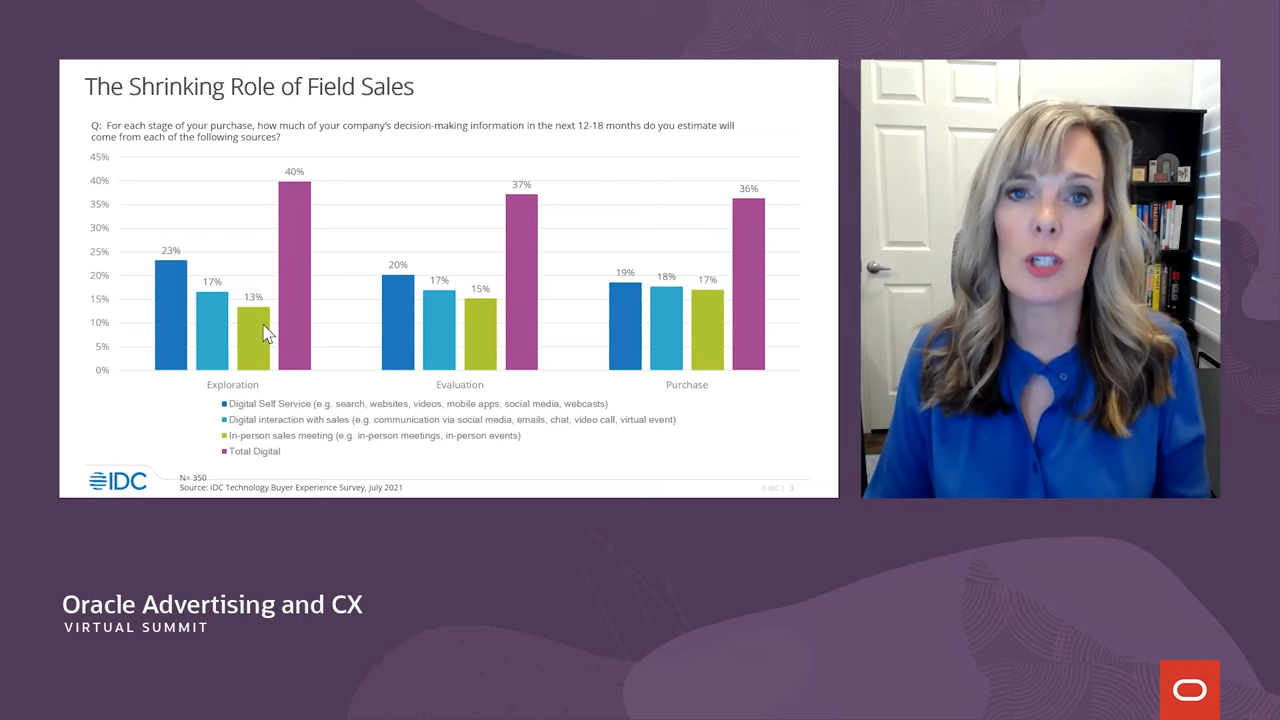 The Shrinking Role of Field Sales
Q: For each stage of your purchase, how much of your company's decision-making information in the next 12-18 months do you estimate will
come from each of the following sources?
45%
40%
35%
30%
25%
20%
15%
10%
5%
0%
23%
17%
13%
40%
20%
17%
15%
37%
19%
18%
17%
36%
Exploration
Evaluation
Purchase
Digital Self Service (e.g. search, websites, videos, mobile apps, social media, webcasts)
Digital interaction with sales (e.g. communication via social media, emails, chat, video call, virtual event)
In-person sales meeting (e.g. in-person meetings, in-person events)
Total Digital
IDC
N= 350
Source: IDC Technology Buyer Experience Survey, July 2021
© IDC | 3
TRACTION
Oracle Advertising and CX
VIRTUAL SUMMIT